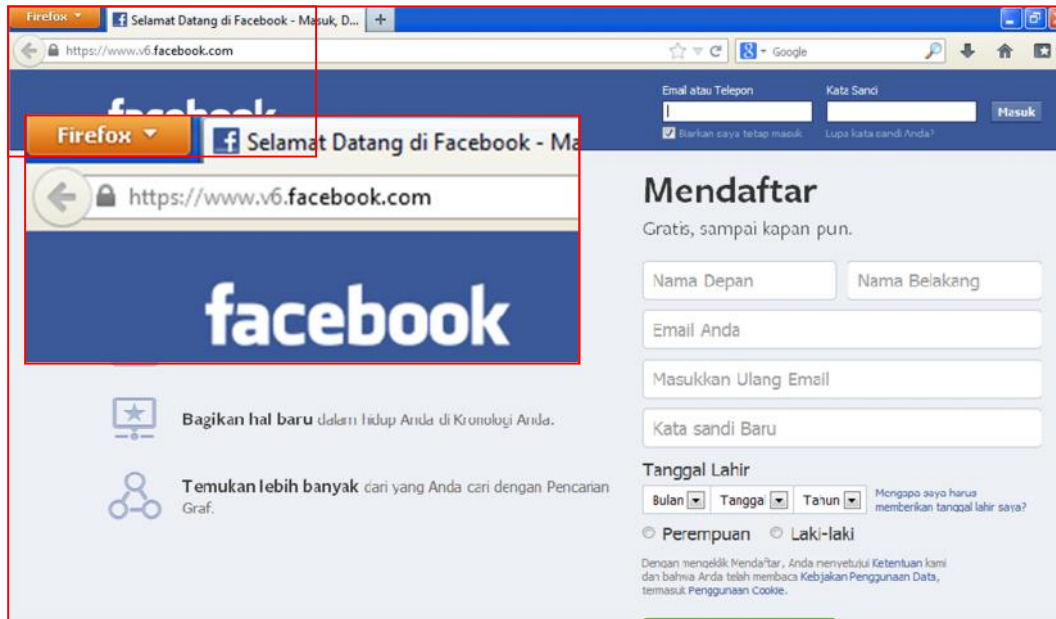 Firefox
Selamat Datang di Facebook - Masuk, D...
https://www.v6.facebook.com
Google
Email atau Telepon
Kata Sandi
Masuk
Biarkan saya tetap masuk
Lupa kata sandi Anda?
facebook
Firefox
Selamat Datang di Facebook - Ma
https://www.v6.facebook.com
facebook
Bagikan hal baru dalam hidup Anda di Kronologi Anda.
Temukan lebih banyak dari yang Anda cari dengan Pencarian
Graf.
Mendaftar
Gratis, sampai kapan pun.
Nama Depan
Nama Belakang
Email Anda
Masukkan Ulang Email
Kata sandi Baru
Tanggal Lahir
Bulan
Tanggal
Tahun
Mengapa saya harus
memberikan tanggal lahir saya?
Perempuan
Laki-laki
Dengan mengeklik Mendaftar, Anda menyetujui Ketentuan kami
dan bahwa Anda telah membaca Kebijakan Penggunaan Data,
termasuk Penggunaan Cookie.